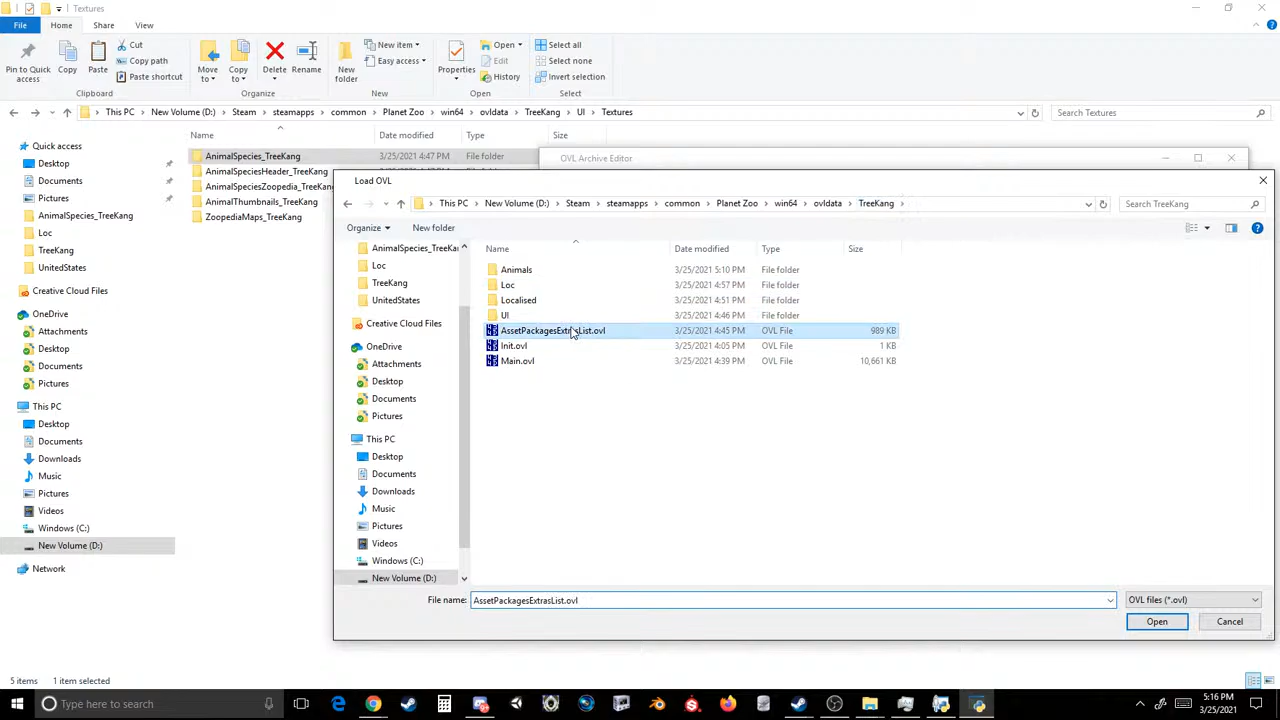 Textures
File
Home
Share
View
Pin to Quick access
Copy
Paste
Cut
Copy path
Paste shortcut
Clipboard
Move to
Copy to
Delete
Rename
Organize
New folder
New item
Easy access
New
Properties
Open
Edit
History
Open
Select all
Select none
Invert selection
Select
This PC > New Volume (D:) > Steam > steamapps > common > Planet Zoo > win64 > ovldata > TreeKang > UI > Textures
Search Textures
Name
Date modified
Type
Size
Quick access
Desktop
Documents
Pictures
AnimalSpecies_TreeKang
Loc
TreeKang
UnitedStates
Creative Cloud Files
OneDrive
Attachments
Desktop
Documents
Pictures
This PC
Desktop
Documents
Downloads
Music
Pictures
Videos
Windows (C:)
New Volume (D:)
Network
AnimalSpecies_TreeKang 3/25/2021 4:47 PM File folder
AnimalSpeciesHeader_TreeKang
AnimalSpeciesZoopedia_TreeKang
AnimalThumbnails_TreeKang
ZoopediaMaps_TreeKang
OVL Archive Editor
Load OVL
This PC > New Volume (D:) > Steam > steamapps > common > Planet Zoo > win64 > ovldata > TreeKang >
Search TreeKang
Organize
New folder
AnimalSpecies_TreeKa
Loc
TreeKang
UnitedStates
Creative Cloud Files
OneDrive
Attachments
Desktop
Documents
Pictures
This PC
Desktop
Documents
Downloads
Music
Pictures
Videos
Windows (C:)
New Volume (D:)
Name Date modified Type Size
Animals 3/25/2021 5:10 PM File folder
Loc 3/25/2021 4:57 PM File folder
Localised 3/25/2021 4:51 PM File folder
UI 3/25/2021 4:46 PM File folder
AssetPackagesExtrasList.ovl 3/25/2021 4:45 PM OVL File 989 KB
Init.ovl 3/25/2021 4:05 PM OVL File 1 KB
Main.ovl 3/25/2021 4:39 PM OVL File 10,661 KB
File name: AssetPackagesExtrasList.ovl
OVL files (*.ovl)
Open
Cancel
5 items 1 item selected
Type here to search
5:16 PM
3/25/2021